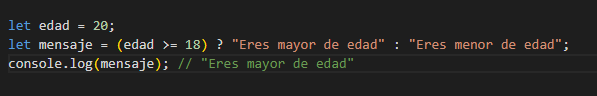 let edad = 20;
let mensaje = (edad >= 18) ? "Eres mayor de edad" : "Eres menor de edad";
console.log(mensaje); // "Eres mayor de edad"